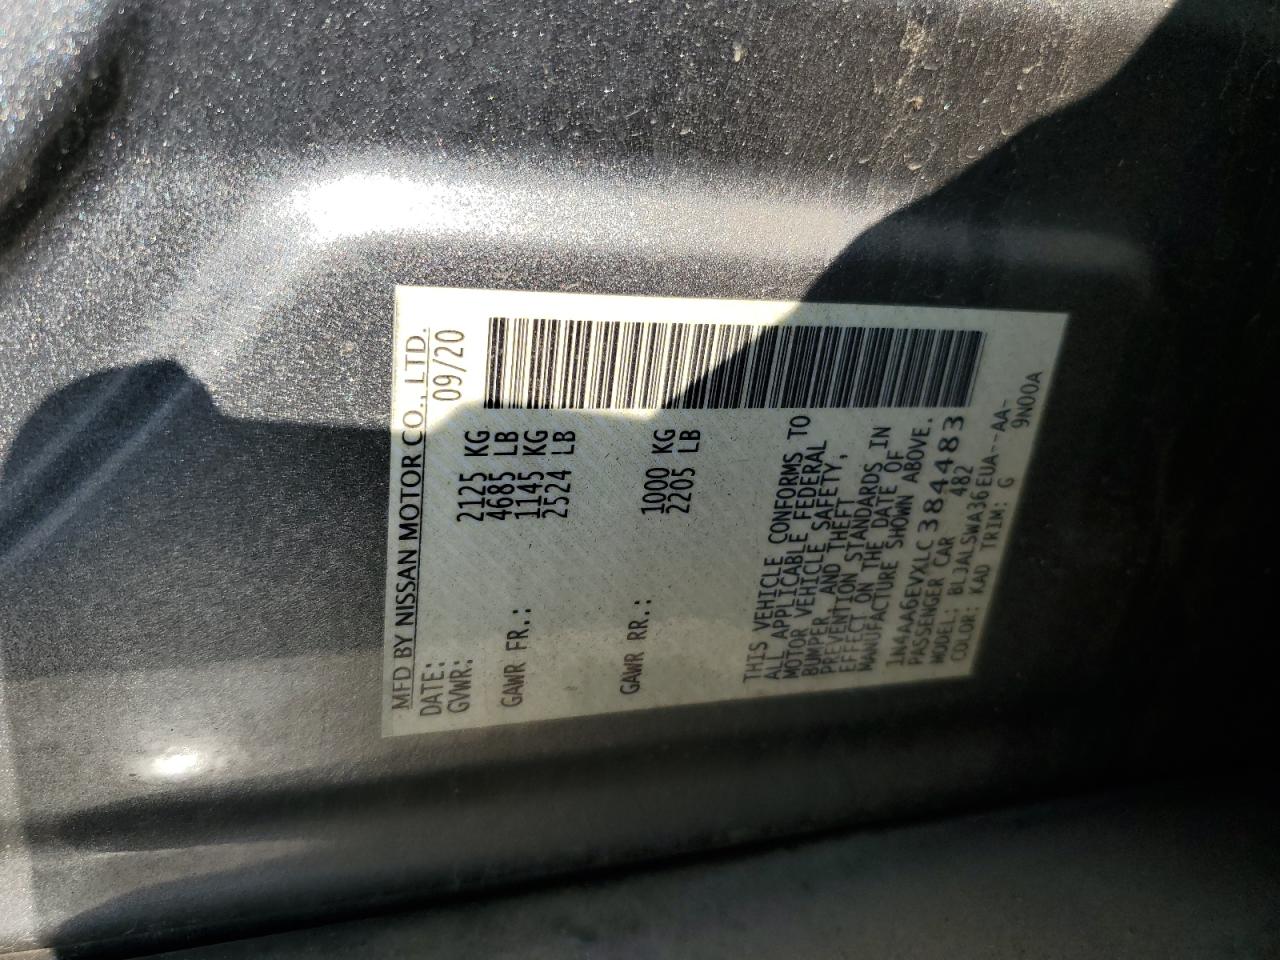 MFD BY NISSAN MOTOR CO., LTD.
DATE: 09/20
GVWR: 2125 KG
4685 LB
GAWR FR.: 1145 KG
2524 LB
GAWR RR.: 1000 KG
2205 LB
THIS VEHICLE CONFORMS TO
ALL APPLICABLE FEDERAL
MOTOR VEHICLE SAFETY,
BUMPER, AND THEFT
PREVENTION STANDARDS IN
EFFECT ON THE DATE OF
MANUFACTURE SHOWN ABOVE.
1N4AA6EVXLC384483
PASSENGER CAR 482
MODEL: BLJALSWA36EUA--AA-
COLOR: KAD TRIM: G 9N00A